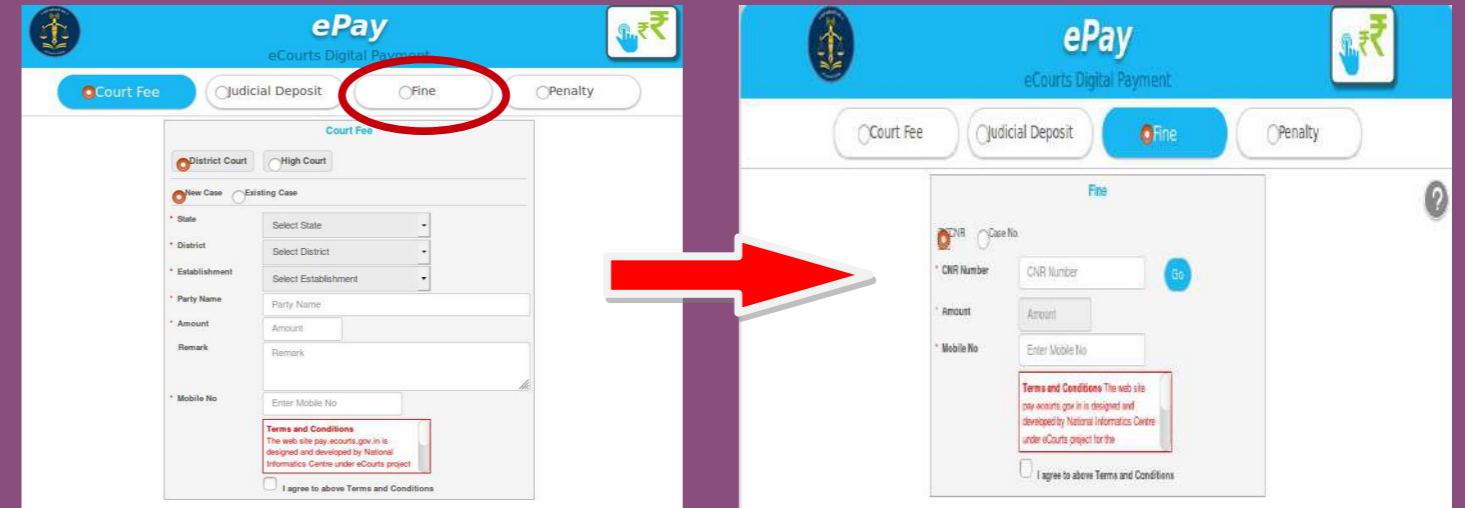 ePay
eCourts Digital Payment
Court Fee
Judicial Deposit
Fine
Penalty
Court Fee
District Court
High Court
New Case
Existing Case
* State
Select State
* District
Select District
* Establishment
Select Establishment
* Party Name
Party Name
* Amount
Amount
Remark
Remark
* Mobile No
Enter Mobile No
Terms and Conditions
The web site pay.ecourts.gov.in is
designed and developed by National
Informatics Centre under eCourts project
I agree to above Terms and Conditions
ePay
eCourts Digital Payment
Court Fee
Judicial Deposit
Fine
Penalty
Fine
?
CNR
Case No.
* CNR Number
CNR Number
Go
* Amount
Amount
* Mobile No
Enter Mobile No
Terms and Conditions The web site
pay.ecourts.gov.in is designed and
developed by National Informatics Centre
under eCourts project for the
I agree to above Terms and Conditions